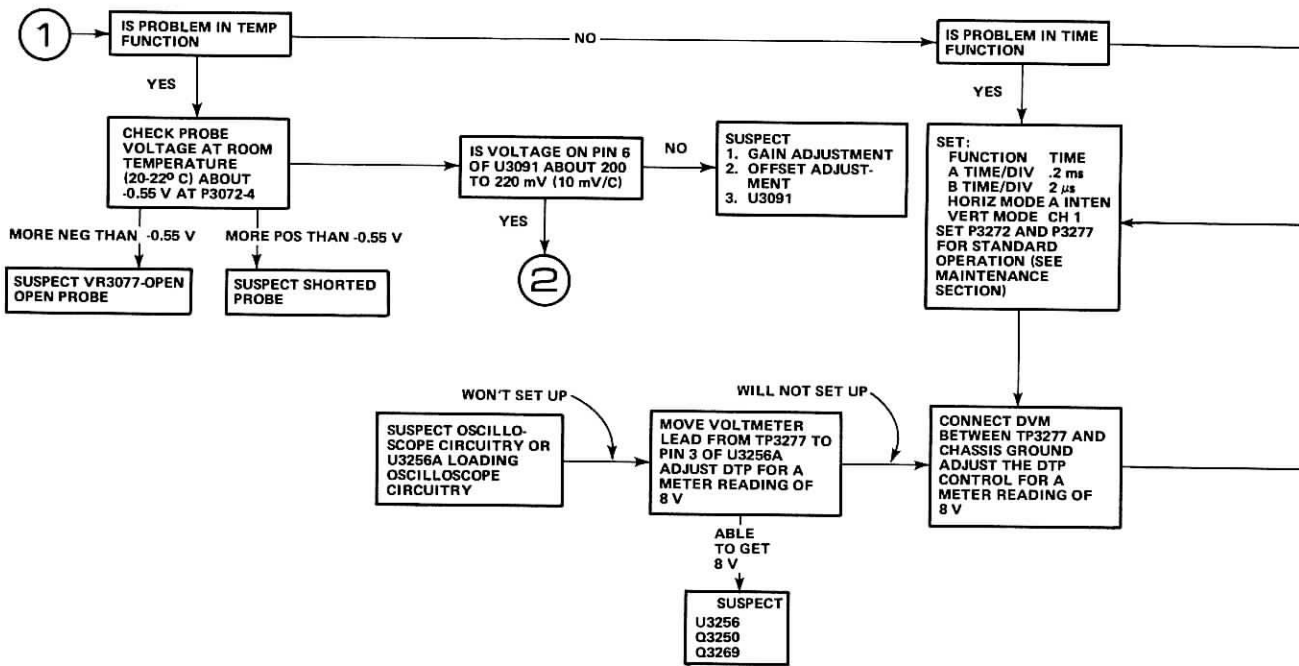 1
IS PROBLEM IN TEMP
FUNCTION
NO
IS PROBLEM IN TIME
FUNCTION
YES
YES
CHECK PROBE
VOLTAGE AT ROOM
TEMPERATURE
(20-22º C) ABOUT
-0.55 V AT P3072-4
IS VOLTAGE ON PIN 6
OF U3091 ABOUT 200
TO 220 mV (10 mV/C)
NO
SUSPECT
1. GAIN ADJUSTMENT
2. OFFSET ADJUST-
MENT
3. U3091
SET:
FUNCTION TIME
A TIME/DIV .2 ms
B TIME/DIV 2 μs
HORIZ MODE A INTEN
VERT MODE CH 1
SET P3272 AND P3277
FOR STANDARD
OPERATION (SEE
MAINTENANCE
SECTION)
YES
MORE NEG THAN -0.55 V
MORE POS THAN -0.55 V
SUSPECT VR3077-OPEN
OPEN PROBE
SUSPECT SHORTED
PROBE
2
WON'T SET UP
WILL NOT SET UP
SUSPECT OSCILLO-
SCOPE CIRCUITRY OR
U3256A LOADING
OSCILLOSCOPE
CIRCUITRY
MOVE VOLTMETER
LEAD FROM TP3277 TO
PIN 3 OF U3256A
ADJUST DTP FOR A
METER READING OF
8 V
CONNECT DVM
BETWEEN TP3277 AND
CHASSIS GROUND
ADJUST THE DTP
CONTROL FOR A
METER READING OF
8 V
ABLE
TO GET
8 V
SUSPECT
U3256
Q3250
Q3269